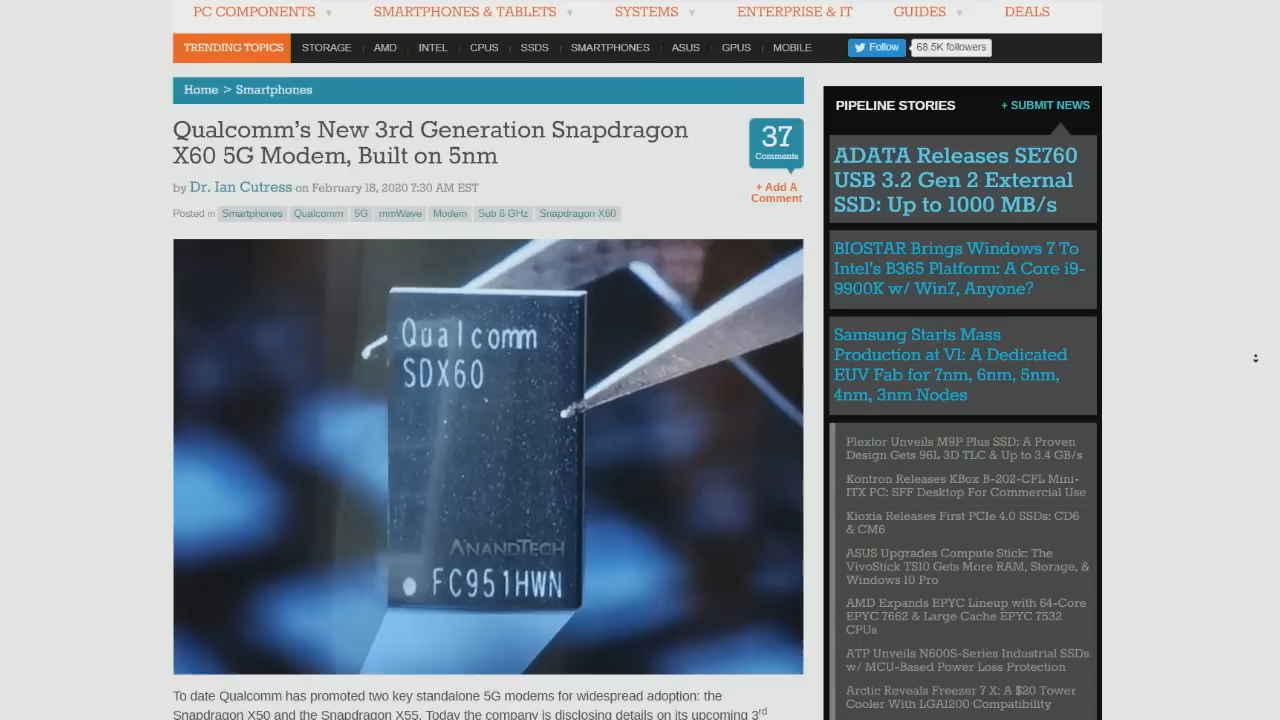 PC COMPONENTS
SMARTPHONES & TABLETS
SYSTEMS
ENTERPRISE & IT
GUIDES
DEALS
TRENDING TOPICS
STORAGE
AMD
INTEL
CPUS
SSDS
SMARTPHONES
ASUS
GPUS
MOBILE
Follow
68.5K followers
Home > Smartphones
Qualcomm's New 3rd Generation Snapdragon
X60 5G Modem, Built on 5nm
37
Comments
by Dr. Ian Cutress on February 18, 2020 7:30 AM EST
+ Add A
Comment
Posted in Smartphones Qualcomm 5G mmWave Modem Sub 6 GHz Snapdragon X60
Qualcomm
SDX60
ANANDTECH
FC951HWN
To date Qualcomm has promoted two key standalone 5G modems for widespread adoption: the
Snapdragon X50 and the Snapdragon X55. Today the company is disclosing details on its upcoming 3rd
PIPELINE STORIES
+ SUBMIT NEWS
ADATA Releases SE760
USB 3.2 Gen 2 External
SSD: Up to 1000 MB/s
BIOSTAR Brings Windows 7 To
Intel's B365 Platform: A Core i9-
9900K w/ Win7, Anyone?
Samsung Starts Mass
Production at V1: A Dedicated
EUV Fab for 7nm, 6nm, 5nm,
4nm, 3nm Nodes
Plextor Unveils M9P Plus SSD: A Proven
Design Gets 96L 3D TLC & Up to 3.4 GB/s
Kontron Releases KBox B-202-CFL Mini-
ITX PC: SFF Desktop For Commercial Use
Kioxia Releases First PCIe 4.0 SSDs: CD6
& CM6
ASUS Upgrades Compute Stick: The
VivoStick TS10 Gets More RAM, Storage, &
Windows 10 Pro
AMD Expands EPYC Lineup with 64-Core
EPYC 7662 & Large Cache EPYC 7532
CPUs
ATP Unveils N600S-Series Industrial SSDs
w/ MCU-Based Power Loss Protection
Arctic Reveals Freezer 7 X: A $20 Tower
Cooler With LGA1200 Compatibility